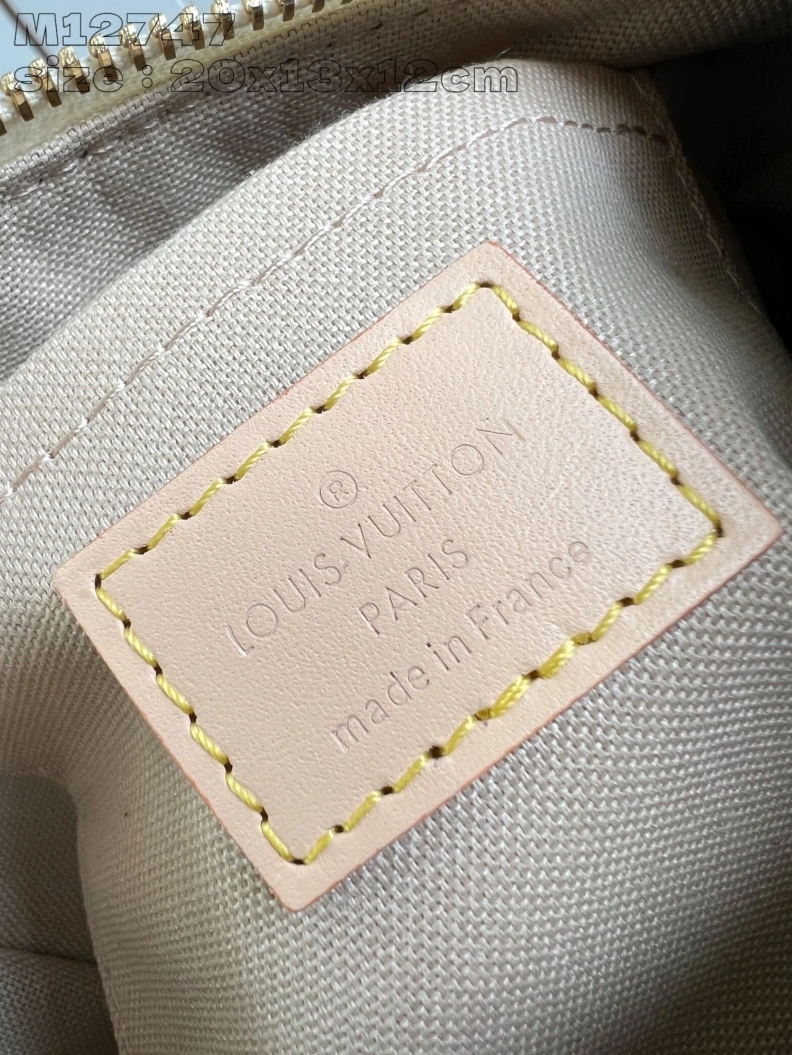 M12747
size : 20x13x12cm
®
LOUIS VUITTON
PARIS
made in France